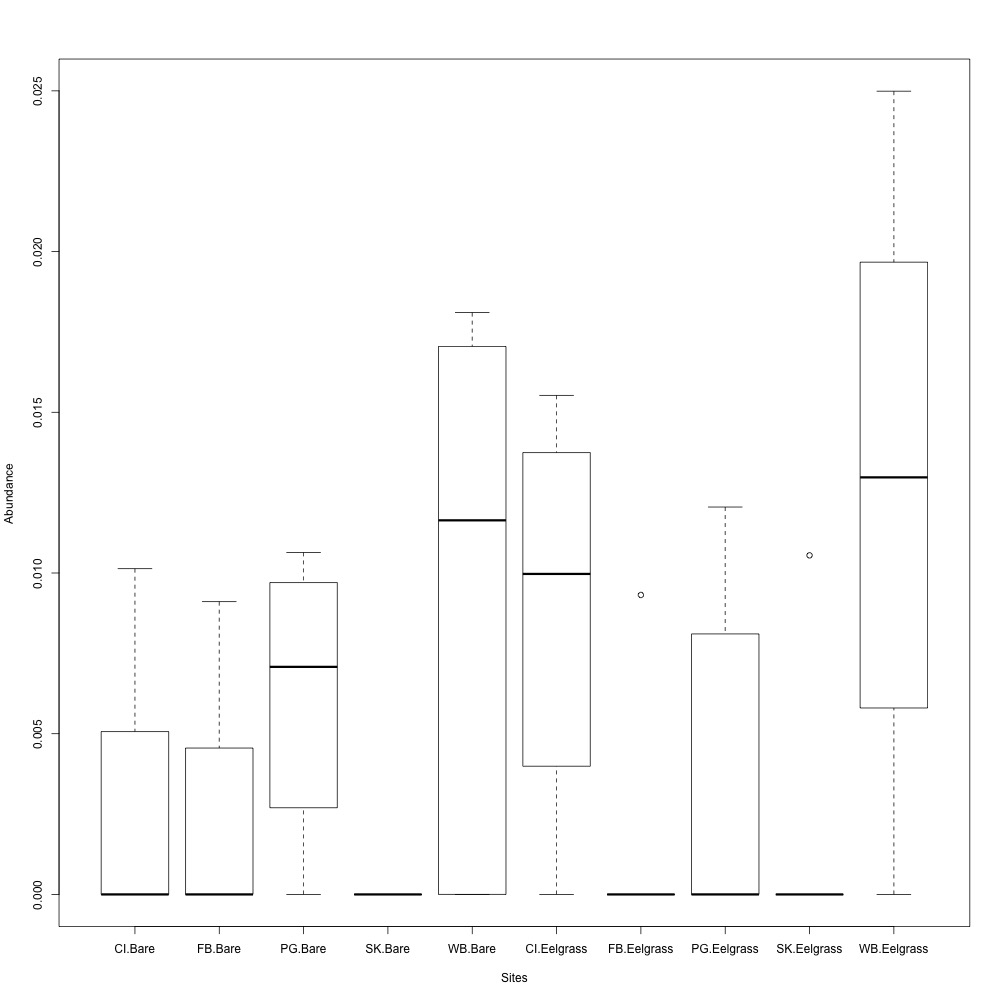 Abundance
0.025
0.020
0.015
0.010
0.005
0.000
CI.Bare FB.Bare PG.Bare SK.Bare WB.Bare CI.Eelgrass FB.Eelgrass PG.Eelgrass SK.Eelgrass WB.Eelgrass
Sites